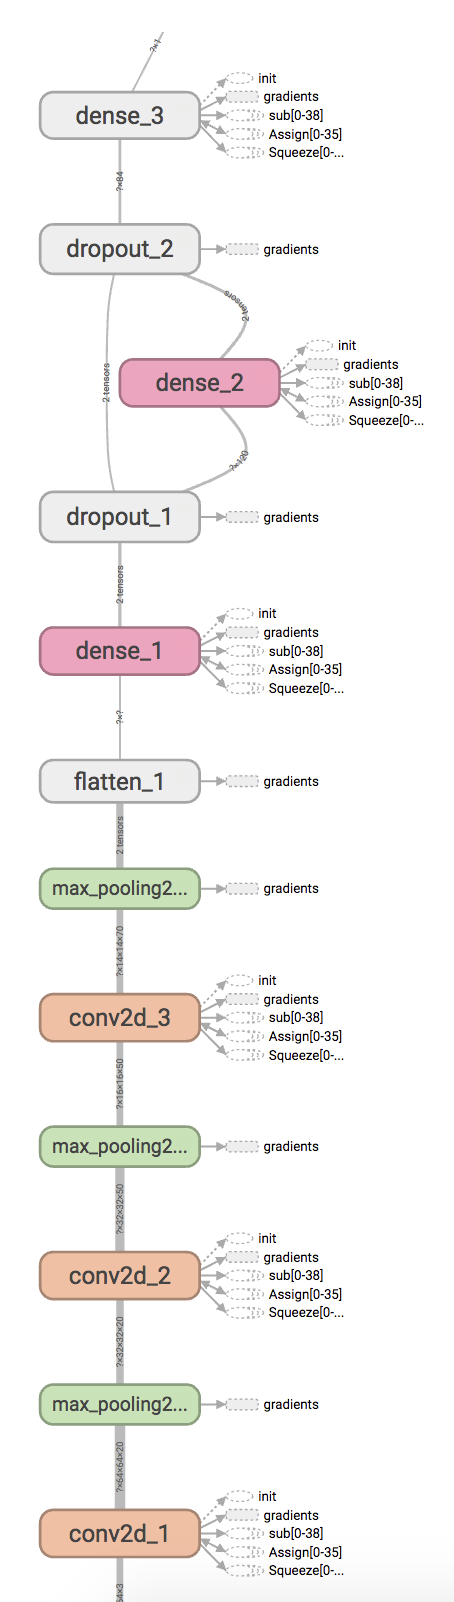 ?×1
dense_3
init
gradients
sub[0-38]
Assign[0-35]
Squeeze[0-...
?×84
dropout_2
gradients
2 tensors
2 tensors
dense_2
init
gradients
sub[0-38]
Assign[0-35]
Squeeze[0-...
?×120
dropout_1
gradients
2 tensors
dense_1
init
gradients
sub[0-38]
Assign[0-35]
Squeeze[0-...
?×?
flatten_1
gradients
2 tensors
max_pooling2...
gradients
?×14×14×70
conv2d_3
init
gradients
sub[0-38]
Assign[0-35]
Squeeze[0-...
?×16×16×50
max_pooling2...
gradients
?×32×32×50
conv2d_2
init
gradients
sub[0-38]
Assign[0-35]
Squeeze[0-...
?×32×32×20
max_pooling2...
gradients
?×64×64×20
conv2d_1
init
gradients
sub[0-38]
Assign[0-35]
Squeeze[0-...
64×3